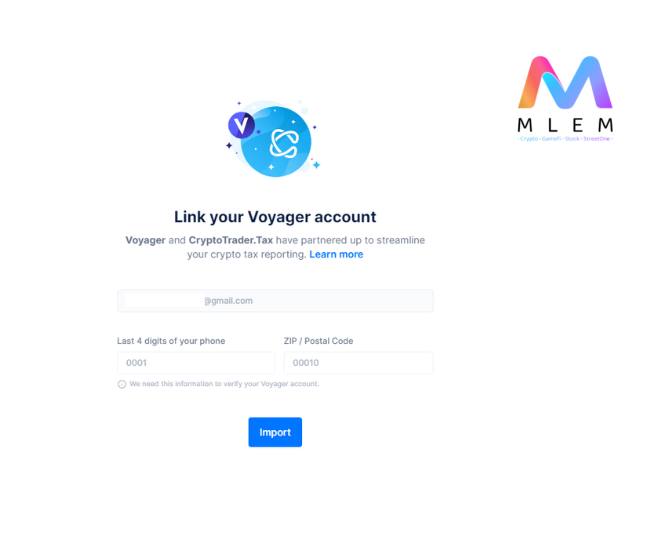 V
MLEM
Crypto - Gamefi - Stock - StreetOne
Link your Voyager account
Voyager and CryptoTrader.Tax have partnered up to streamline
your crypto tax reporting. Learn more
@gmail.com
Last 4 digits of your phone ZIP / Postal Code
0001 00010
We need this information to verify your Voyager account.
Import